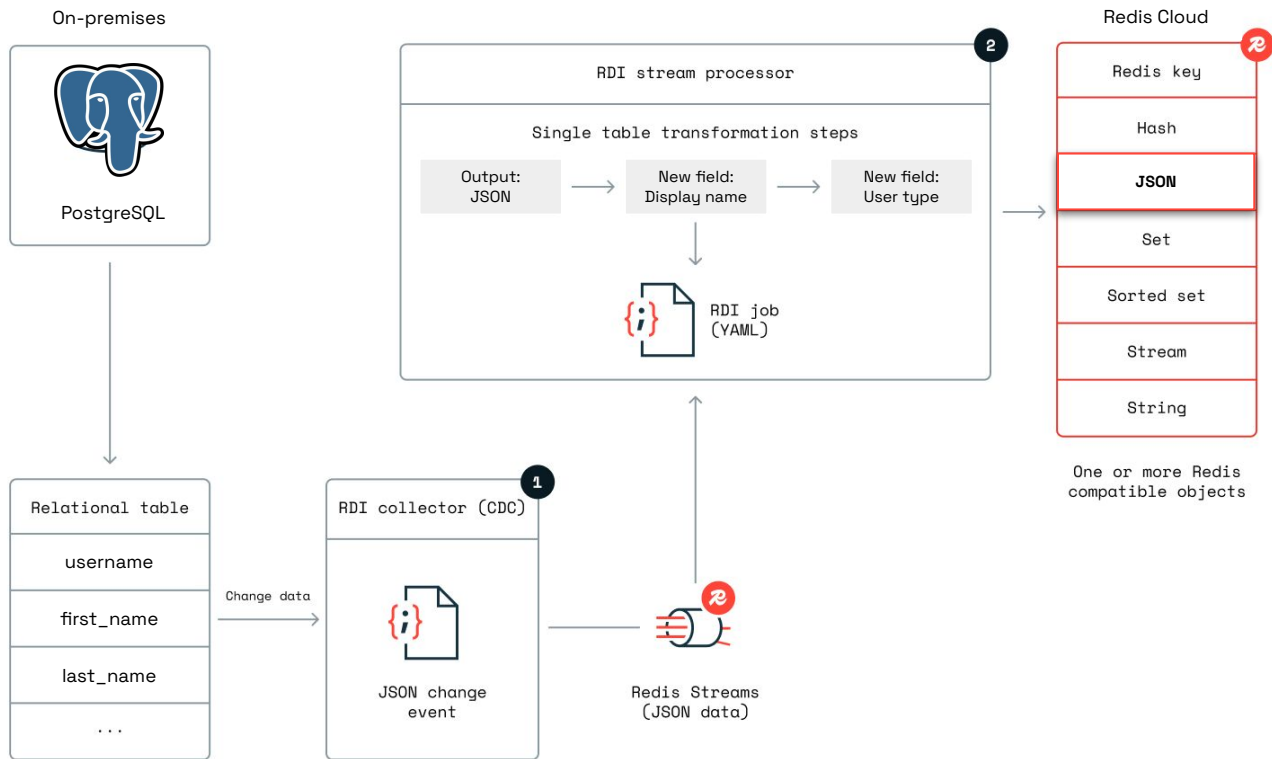 On-premises
PostgreSQL
Relational table
username
first_name
last_name
...
Change data
1
RDI collector (CDC)
{;}
JSON change
event
Redis Streams
(JSON data)
2
RDI stream processor
Single table transformation steps
Output:
JSON
New field:
Display name
New field:
User type
{;}
RDI job
(YAML)
Redis Cloud
Redis key
Hash
JSON
Set
Sorted set
Stream
String
One or more Redis
compatible objects